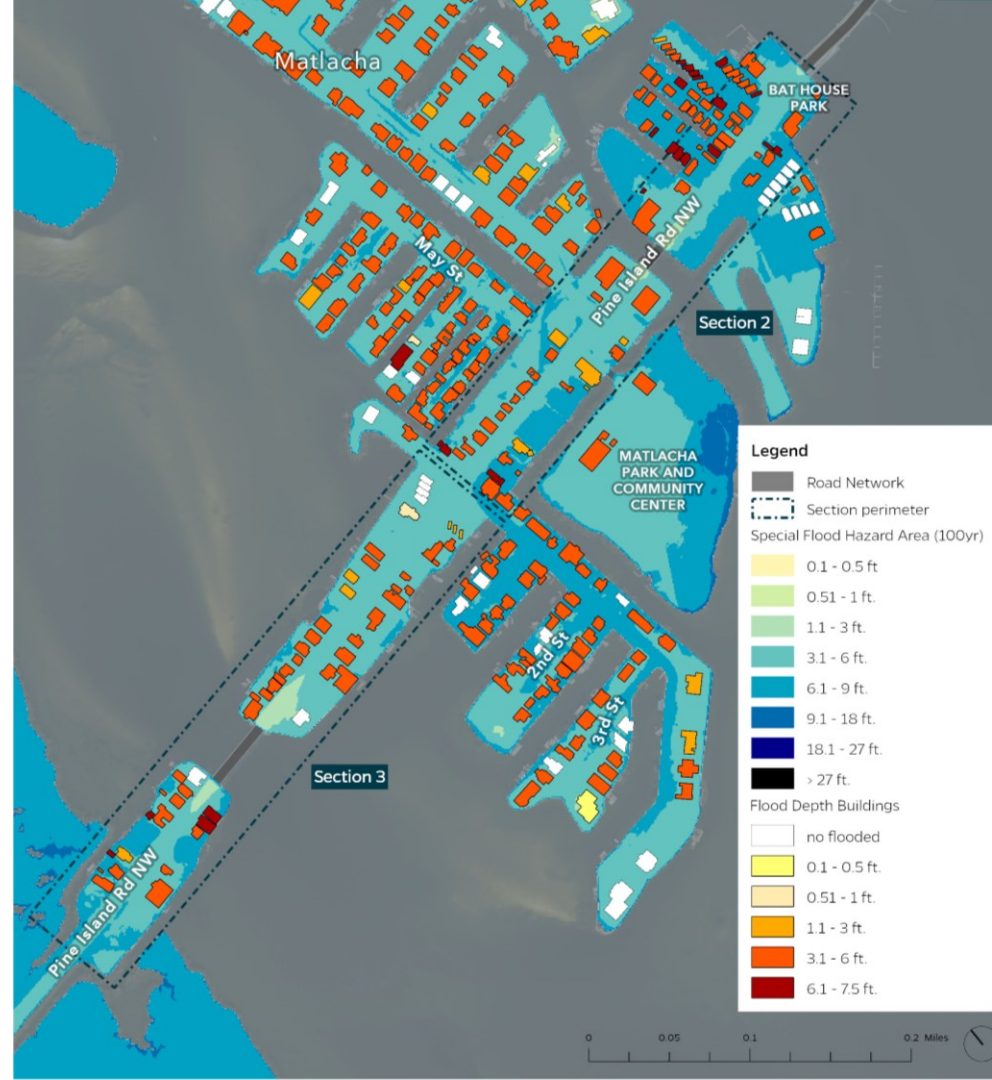 Matlacha
BAT HOUSE
PARK
May St
Pine Island Rd NW
Section 2
MATLACHA
PARK AND
COMMUNITY
CENTER
2nd St
3rd St
Section 3
Pine Island Rd NW
Legend
Road Network
Section perimeter
Special Flood Hazard Area (100yr)
0.1 - 0.5 ft
0.51 - 1 ft.
1.1 - 3 ft.
3.1 - 6 ft.
6.1 - 9 ft.
9.1 - 18 ft.
18.1 - 27 ft.
> 27 ft.
Flood Depth Buildings
no flooded
0.1 - 0.5 ft.
0.51 - 1 ft.
1.1 - 3 ft.
3.1 - 6 ft.
6.1 - 7.5 ft.
0 0.05 0.1 0.2 Miles